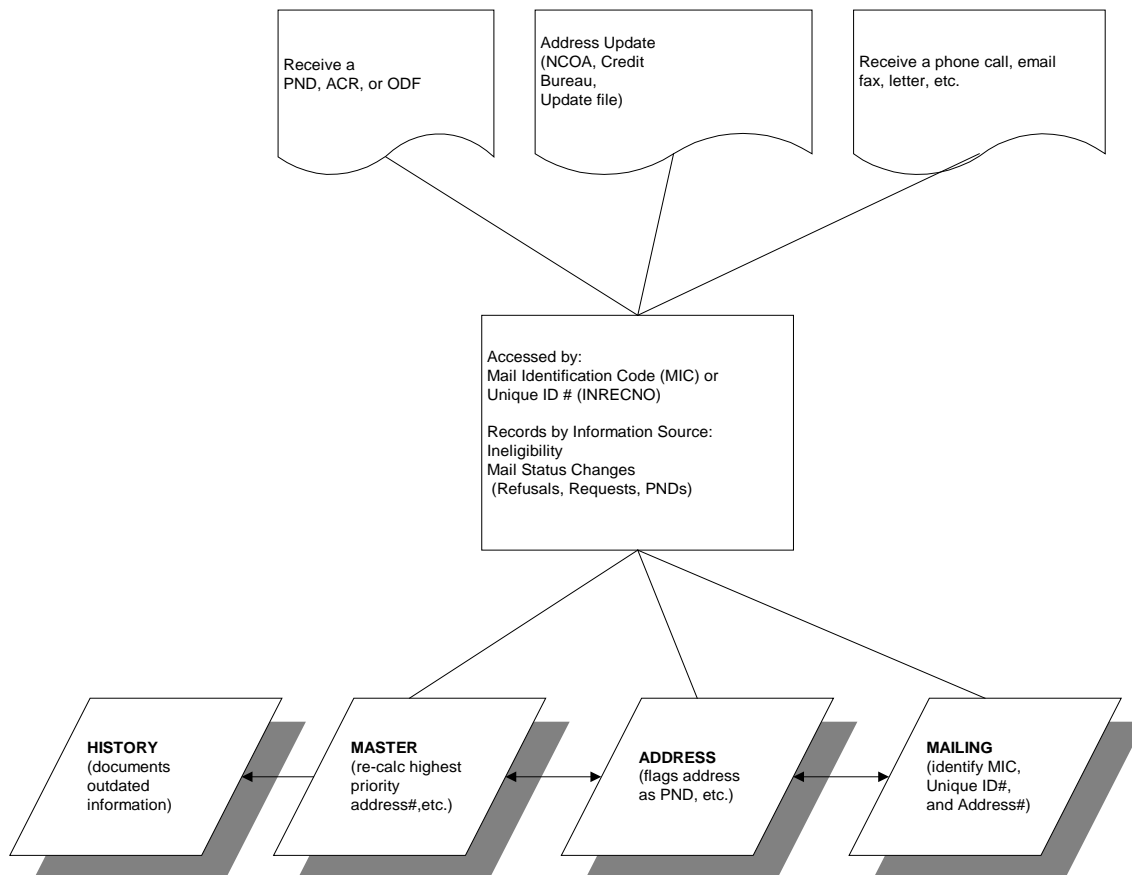 Receive a
PND, ACR, or ODF
Address Update
(NCOA, Credit
Bureau,
Update file)
Receive a phone call, email
fax, letter, etc.
Accessed by:
Mail Identification Code (MIC) or
Unique ID # (INRECNO)
Records by Information Source:
Ineligibility
Mail Status Changes
(Refusals, Requests, PNDs)
HISTORY
(documents
outdated
information)
MASTER
(re-calc highest
priority
address#,etc.)
ADDRESS
(flags address
as PND, etc.)
MAILING
(identify MIC,
Unique ID#,
and Address#)